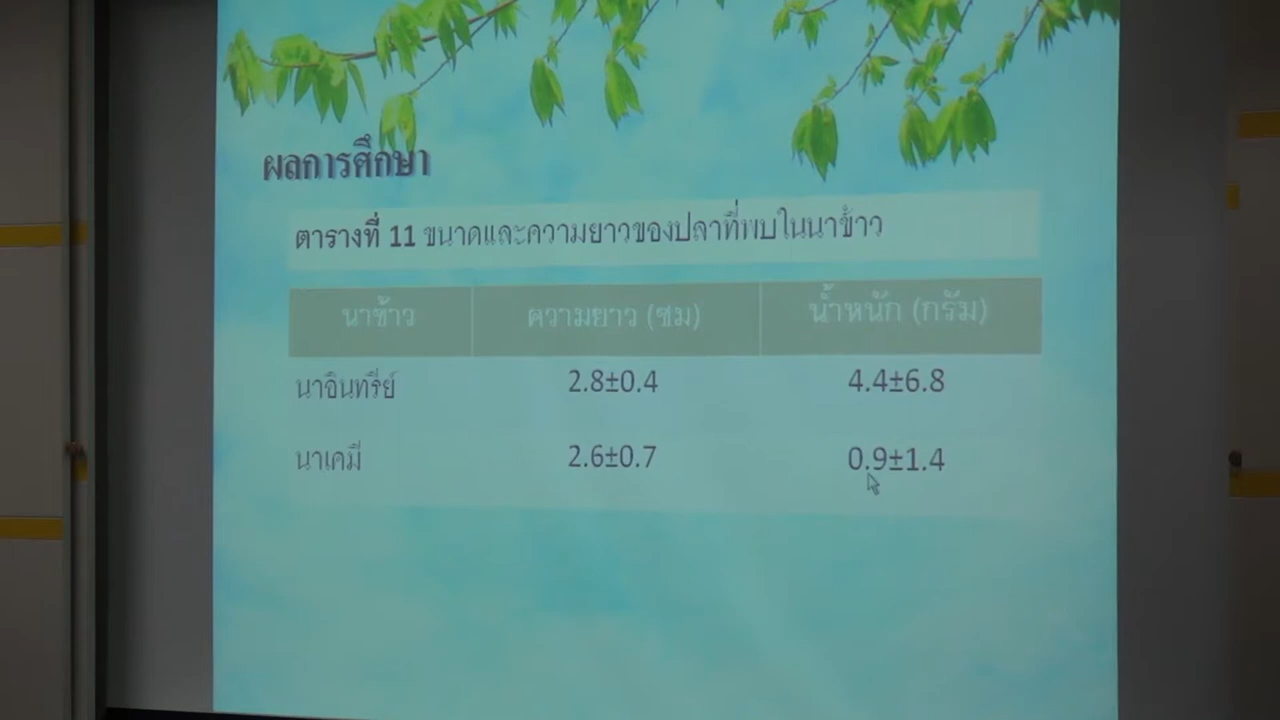 ผลการศึกษา
ตารางที่ 11 ขนาดและความยาวของปลาที่พบในนาข้าว
นาข้าว ความยาว (ซม) น้ำหนัก (กรัม)
นาอินทรีย์ 2.8±0.4 4.4±6.8
นาเคมี 2.6±0.7 0.9±1.4